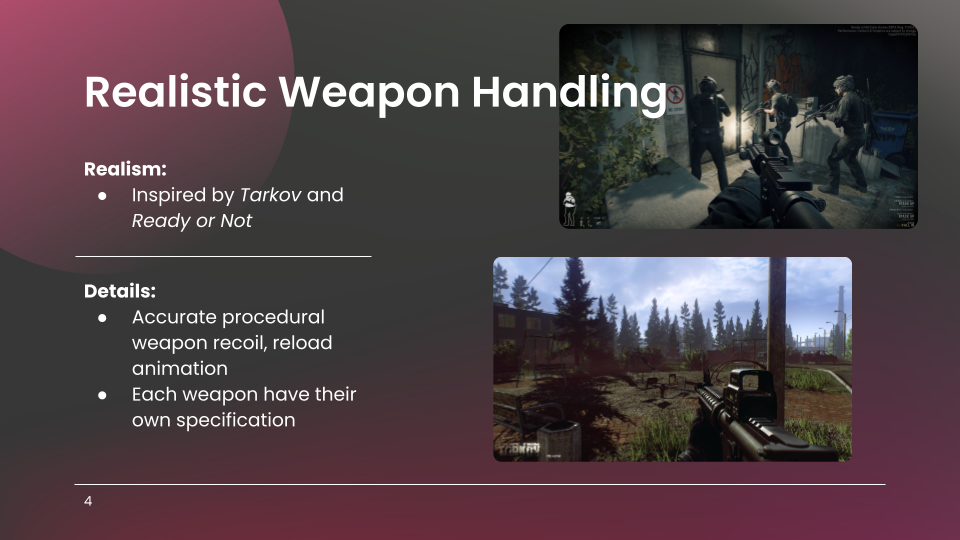 Realistic Weapon Handling
Realism:
● Inspired by Tarkov and
Ready or Not
Details:
● Accurate procedural
weapon recoil, reload
animation
● Each weapon have their
own specification
4